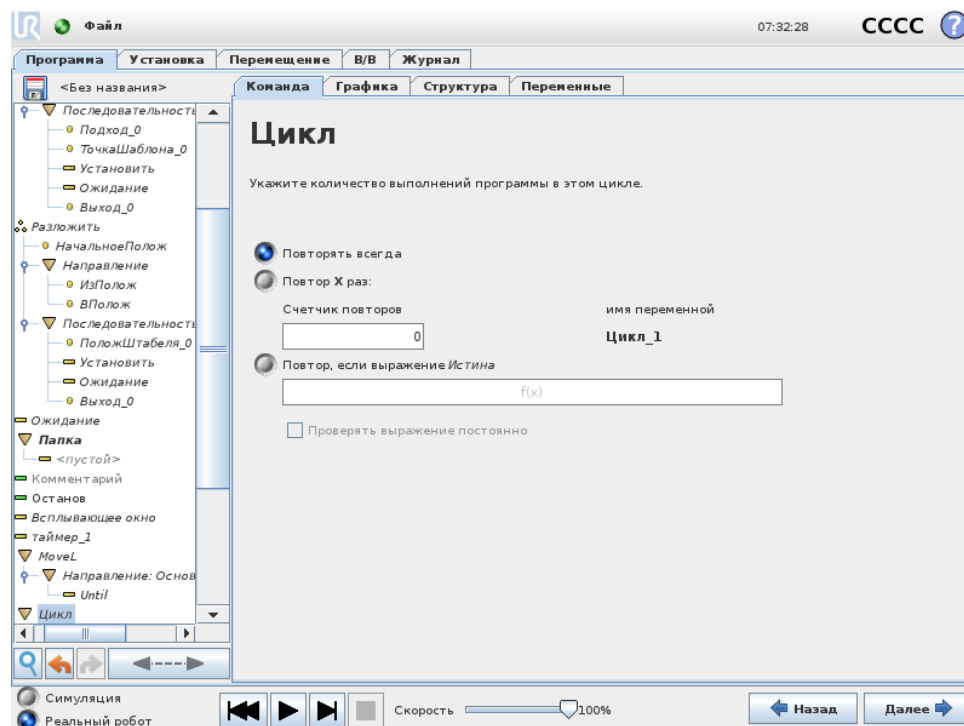 Файл
07:32:28
CCCC
?
Программа
Установка
Перемещение
В/В
Журнал
<Без названия>
Команда
Графика
Структура
Переменные
Последовательность
Подход_0
ТочкаШаблона_0
Установить
Ожидание
Выход_0
Разложить
НачальноеПолож
Направление
ИзПолож
ВПолож
Последовательность
ПоложШтабеля_0
Установить
Ожидание
Выход_0
Ожидание
Папка
<пустой>
Комментарий
Останов
Всплывающее окно
таймер_1
MoveL
Направление: Основ
Until
Цикл
Цикл
Укажите количество выполнений программы в этом цикле.
Повторять всегда
Повтор X раз:
Счетчик повторов
имя переменной
0
Цикл_1
Повтор, если выражение Истина
f(x)
Проверять выражение постоянно
Симуляция
Реальный робот
Скорость
100%
Назад
Далее